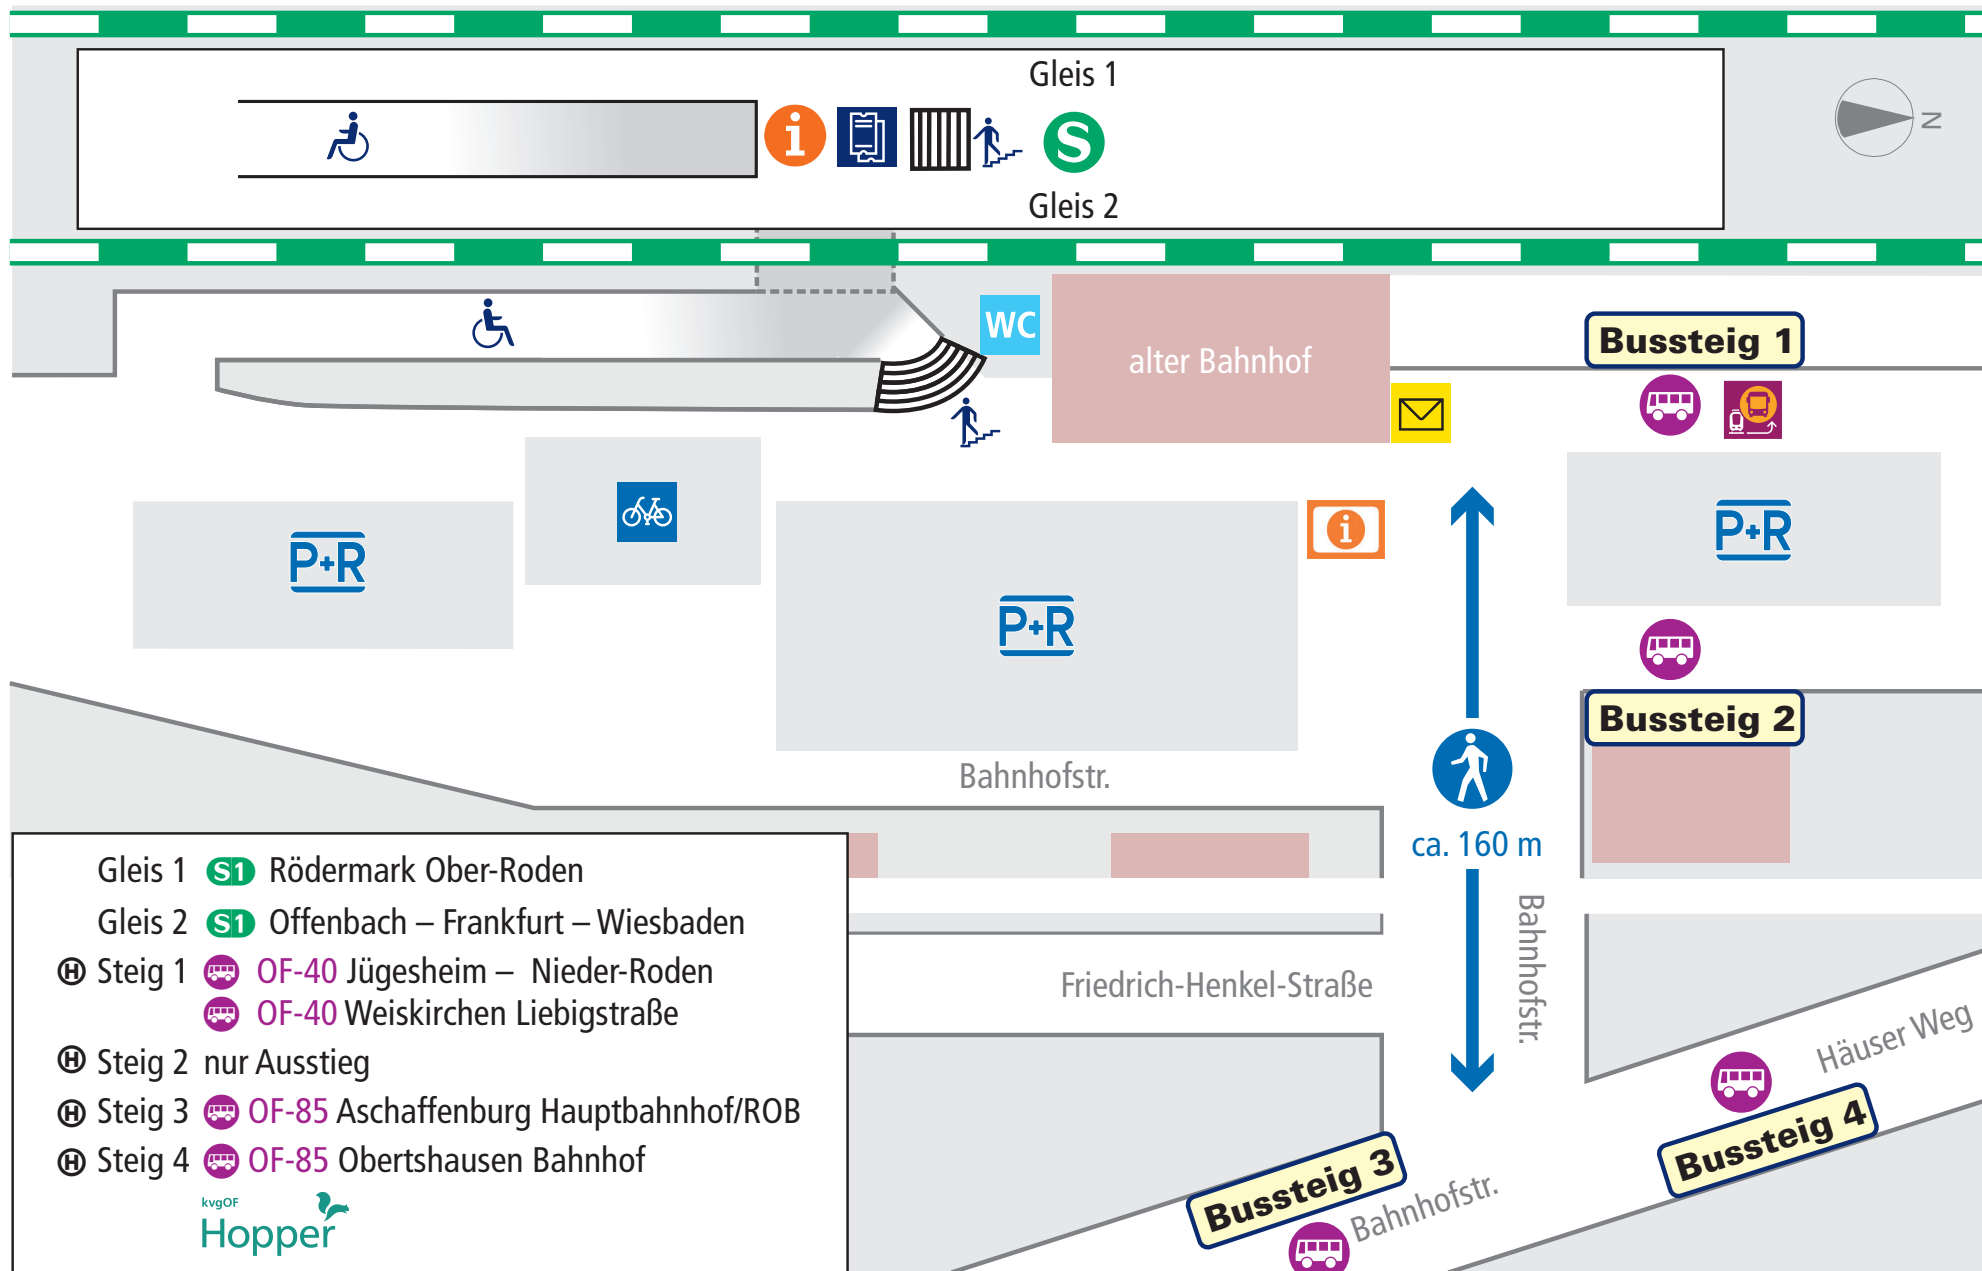 Gleis 1
S
Gleis 2
N
WC
alter Bahnhof
Bussteig 1
P+R
P+R
P+R
Bussteig 2
Bahnhofstr.
ca. 160 m
Bahnhofstr.
Friedrich-Henkel-Straße
Häuser Weg
Bussteig 4
Bussteig 3
Bahnhofstr.
Gleis 1 S1 Rödermark Ober-Roden
Gleis 2 S1 Offenbach – Frankfurt – Wiesbaden
H Steig 1 OF-40 Jügesheim – Nieder-Roden
OF-40 Weiskirchen Liebigstraße
H Steig 2 nur Ausstieg
H Steig 3 OF-85 Aschaffenburg Hauptbahnhof/ROB
H Steig 4 OF-85 Obertshausen Bahnhof
kvgOF
Hopper